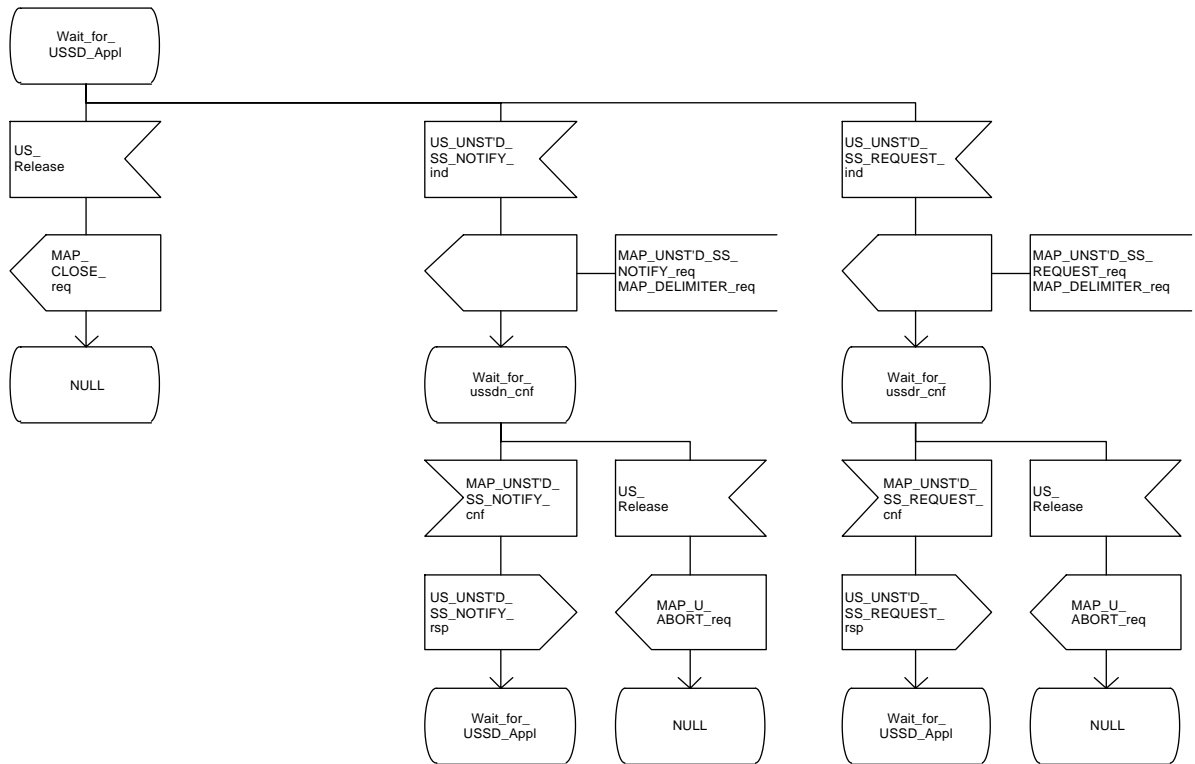 Wait_for_
USSD_Appl
US_
Release
US_UNST'D_
SS_NOTIFY_
ind
US_UNST'D_
SS_REQUEST_
ind
MAP_
CLOSE_
req
MAP_UNST'D_SS_
NOTIFY_req
MAP_DELIMITER_req
MAP_UNST'D_SS_
REQUEST_req
MAP_DELIMITER_req
NULL
Wait_for_
ussdn_cnf
Wait_for_
ussdr_cnf
MAP_UNST'D_
SS_NOTIFY_
cnf
US_
Release
MAP_UNST'D_
SS_REQUEST_
cnf
US_
Release
US_UNST'D_
SS_NOTIFY_
rsp
MAP_U_
ABORT_req
US_UNST'D_
SS_REQUEST_
rsp
MAP_U_
ABORT_req
Wait_for_
USSD_Appl
NULL
Wait_for_
USSD_Appl
NULL